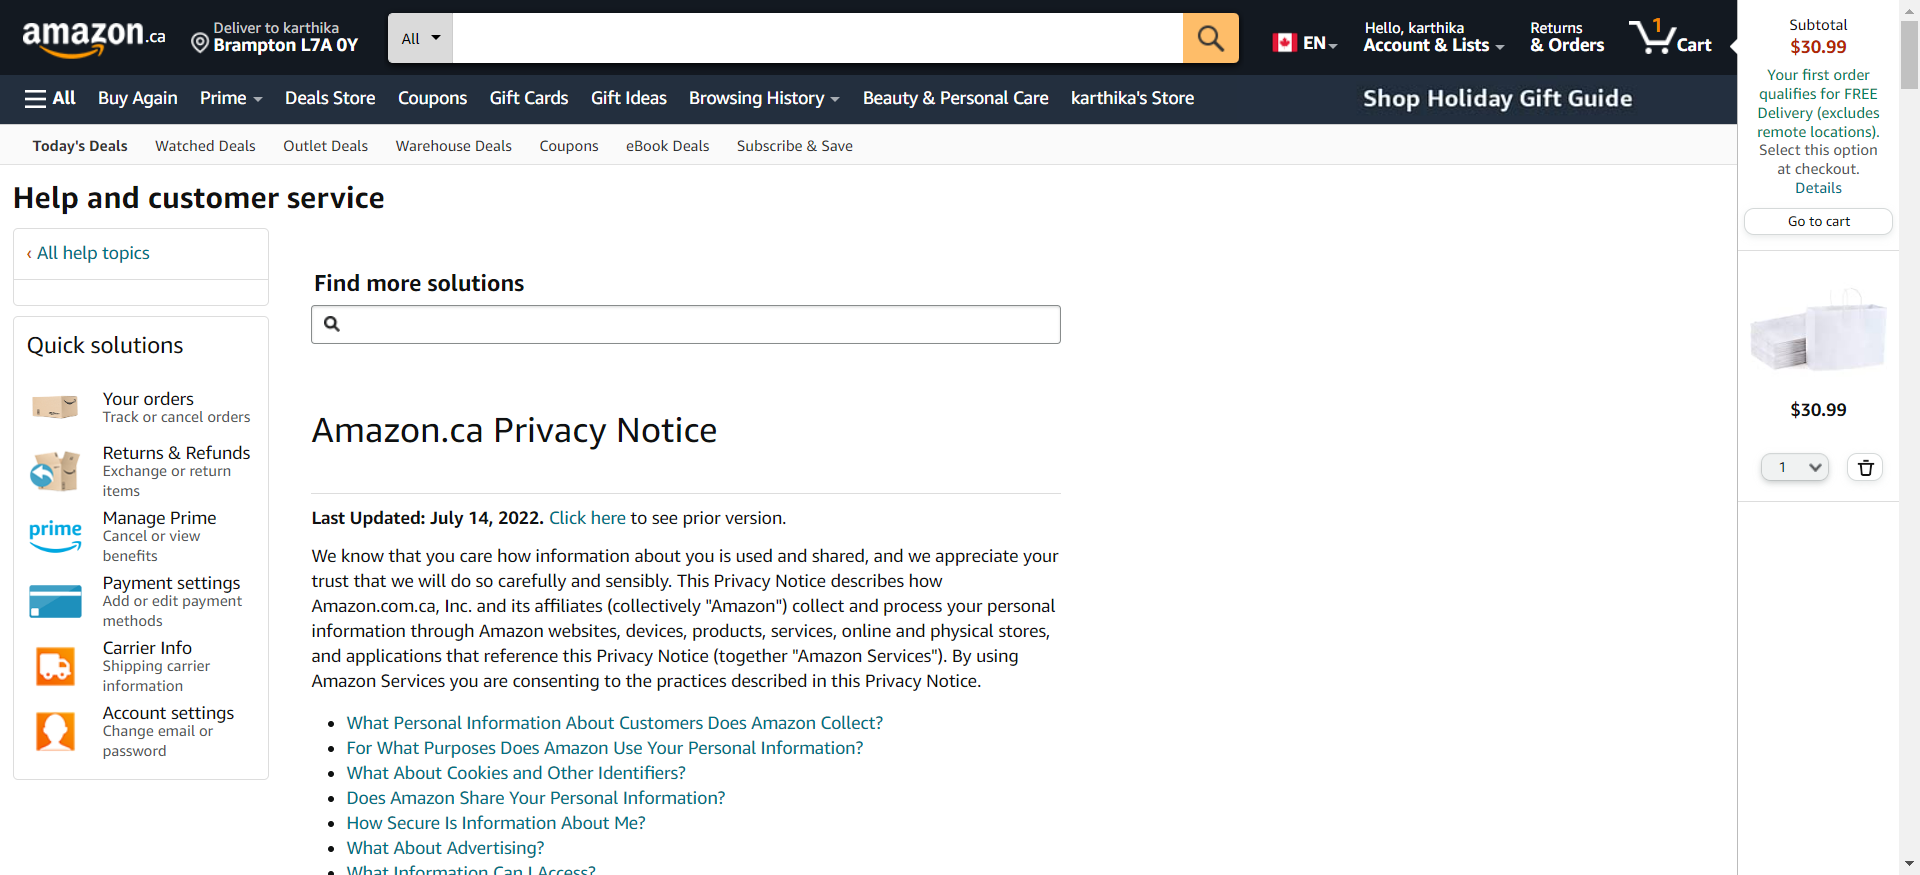 amazon.ca
Deliver to karthika
Brampton L7A 0Y
All
EN
Hello, karthika
Account & Lists
Returns
& Orders
1
Cart
All
Buy Again
Prime
Deals Store
Coupons
Gift Cards
Gift Ideas
Browsing History
Beauty & Personal Care
karthika's Store
Shop Holiday Gift Guide
Today's Deals
Watched Deals
Outlet Deals
Warehouse Deals
Coupons
eBook Deals
Subscribe & Save
Help and customer service
‹ All help topics
Quick solutions
Your orders
Track or cancel orders
Returns & Refunds
Exchange or return
items
prime
Manage Prime
Cancel or view
benefits
Payment settings
Add or edit payment
methods
Carrier Info
Shipping carrier
information
Account settings
Change email or
password
Find more solutions
Amazon.ca Privacy Notice
Last Updated: July 14, 2022. Click here to see prior version.
We know that you care how information about you is used and shared, and we appreciate your
trust that we will do so carefully and sensibly. This Privacy Notice describes how
Amazon.com.ca, Inc. and its affiliates (collectively "Amazon") collect and process your personal
information through Amazon websites, devices, products, services, online and physical stores,
and applications that reference this Privacy Notice (together "Amazon Services"). By using
Amazon Services you are consenting to the practices described in this Privacy Notice.
• What Personal Information About Customers Does Amazon Collect?
• For What Purposes Does Amazon Use Your Personal Information?
• What About Cookies and Other Identifiers?
• Does Amazon Share Your Personal Information?
• How Secure Is Information About Me?
• What About Advertising?
• What Information Can I Access?
Subtotal
$30.99
Your first order
qualifies for FREE
Delivery (excludes
remote locations).
Select this option
at checkout.
Details
Go to cart
$30.99
1